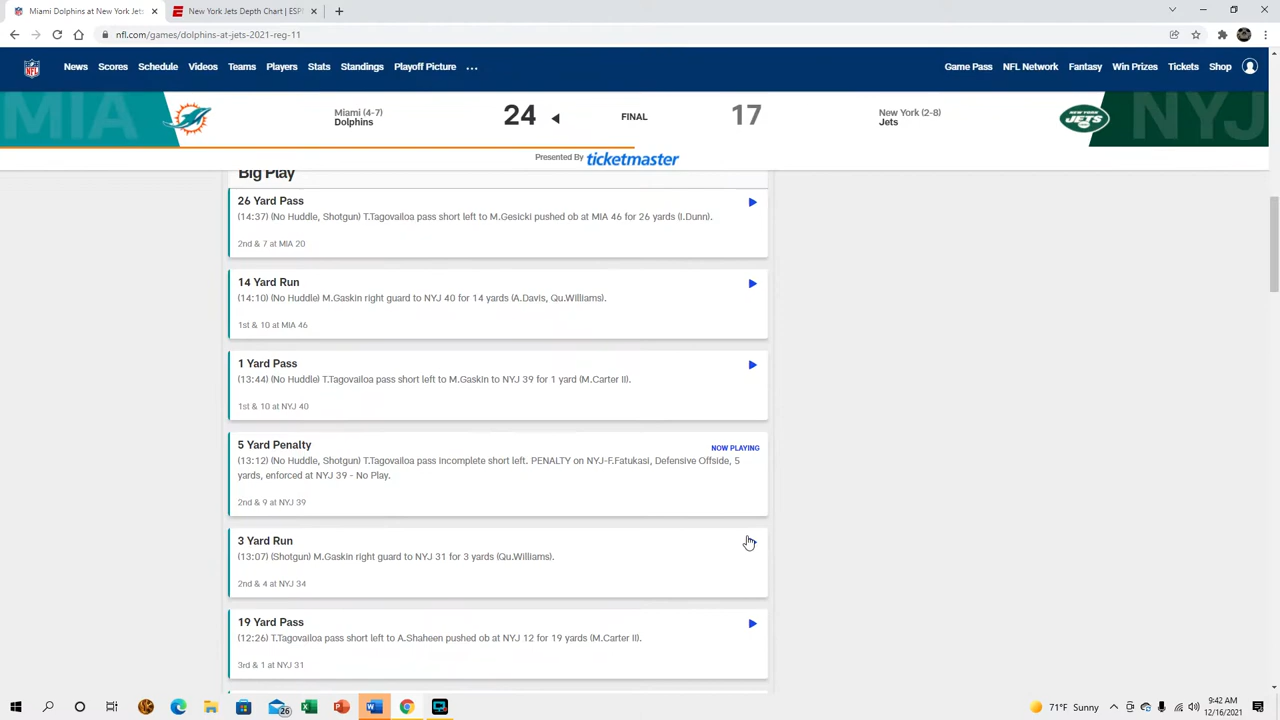 Miami Dolphins at New York Jets
New York Jets Depth Chart | ESP
nfl.com/games/dolphins-at-jets-2021-reg-11
NFL
News Scores Schedule Videos Teams Players Stats Standings Playoff Picture ... Game Pass NFL Network Fantasy Win Prizes Tickets Shop
MIA
Miami (4-7)
Dolphins
24
FINAL
17
New York (2-8)
Jets
JETS
NYJ
Presented By ticketmaster
Big Play
26 Yard Pass
(14:37) (No Huddle, Shotgun) T.Tagovailoa pass short left to M.Gesicki pushed ob at MIA 46 for 26 yards (I.Dunn).
2nd & 7 at MIA 20
14 Yard Run
(14:10) (No Huddle) M.Gaskin right guard to NYJ 40 for 14 yards (A.Davis, Qu.Williams).
1st & 10 at MIA 46
1 Yard Pass
(13:44) (No Huddle) T.Tagovailoa pass short left to M.Gaskin to NYJ 39 for 1 yard (M.Carter II).
1st & 10 at NYJ 40
5 Yard Penalty
NOW PLAYING
(13:12) (No Huddle, Shotgun) T.Tagovailoa pass incomplete short left. PENALTY on NYJ-F.Fatukasi, Defensive Offside, 5
yards, enforced at NYJ 39 - No Play.
2nd & 9 at NYJ 39
3 Yard Run
(13:07) (Shotgun) M.Gaskin right guard to NYJ 31 for 3 yards (Qu.Williams).
2nd & 4 at NYJ 34
19 Yard Pass
(12:26) T.Tagovailoa pass short left to A.Shaheen pushed ob at NYJ 12 for 19 yards (M.Carter II).
3rd & 1 at NYJ 31
26
71°F Sunny
9:42 AM
12/16/2021